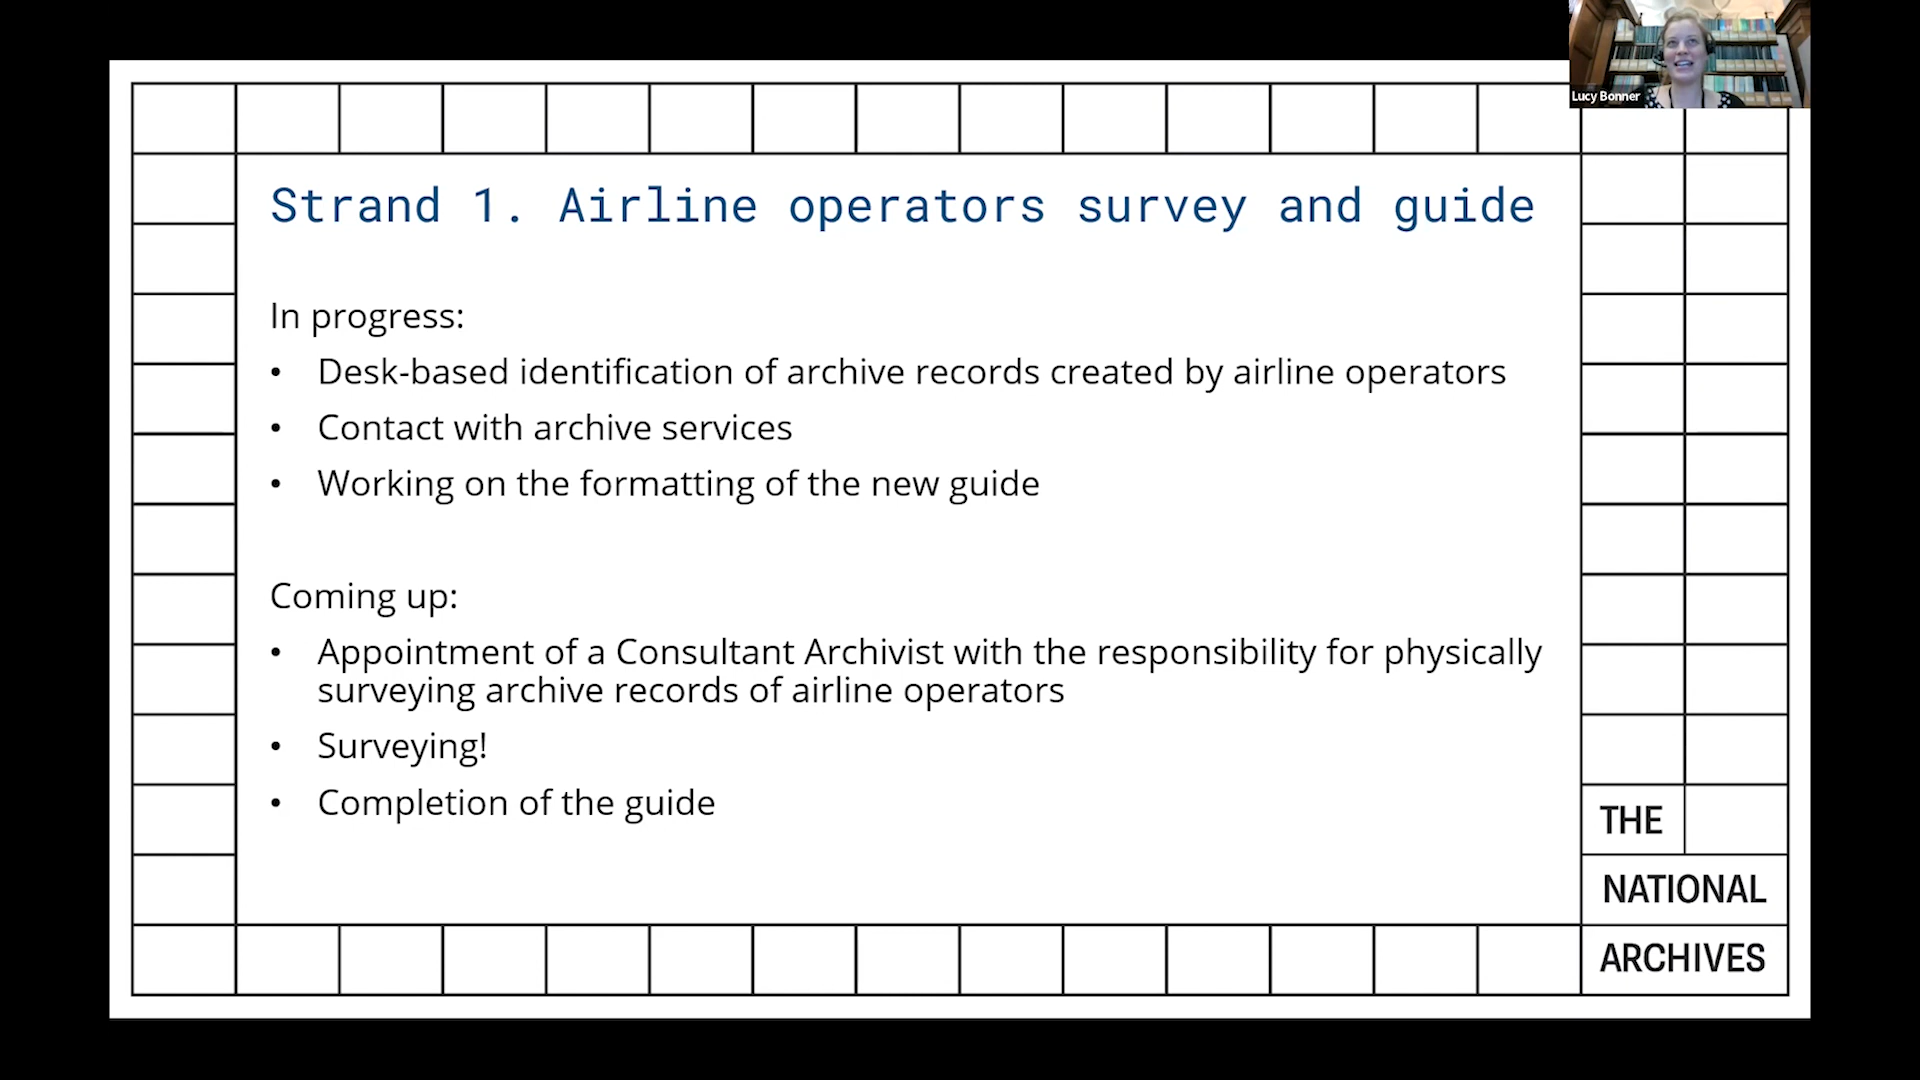 Lucy Bonner
Strand 1. Airline operators survey and guide
In progress:
• Desk-based identification of archive records created by airline operators
• Contact with archive services
• Working on the formatting of the new guide
Coming up:
• Appointment of a Consultant Archivist with the responsibility for physically
surveying archive records of airline operators
• Surveying!
• Completion of the guide
THE
NATIONAL
ARCHIVES